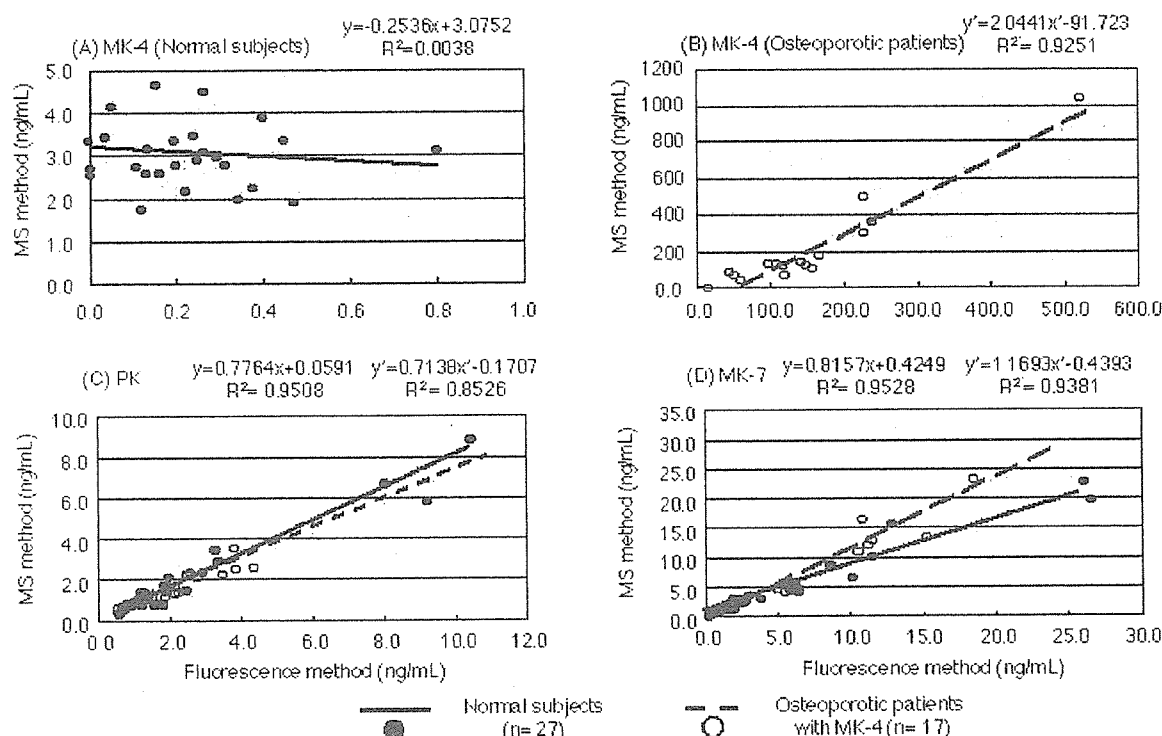 y=-0.2536x+3.0752
(A) MK-4 (Normal subjects) R²=0.0038
y'=2.0441x'-91.723
(B) MK-4 (Osteoporotic patients) R²'= 0.9251
MS method (ng/mL)
5.0
4.0
3.0
2.0
1.0
0.0
0.0 0.2 0.4 0.6 0.8 1.0
MS method (ng/mL)
1200
1000
800
600
400
200
0.0
0.0 100.0 200.0 300.0 400.0 500.0 600.0
(C) PK y=0.7764x+0.0591 y'=0.7138x'-0.1707
R²= 0.9508 R²'= 0.8526
MS method (ng/mL)
10.0
8.0
6.0
4.0
2.0
0.0
0.0 2.0 4.0 6.0 8.0 10.0 12.0
Fluorescence method (ng/mL)
(D) MK-7 y=0.8157x+0.4249 y'=1.1693x'-0.4393
R²= 0.9528 R²'= 0.9381
MS method (ng/mL)
35.0
30.0
25.0
20.0
15.0
10.0
5.0
0.0
0.0 5.0 10.0 15.0 20.0 25.0 30.0
Fluorescence method (ng/mL)
Normal subjects
(n= 27)
Osteoporotic patients
with MK-4 (n= 17)